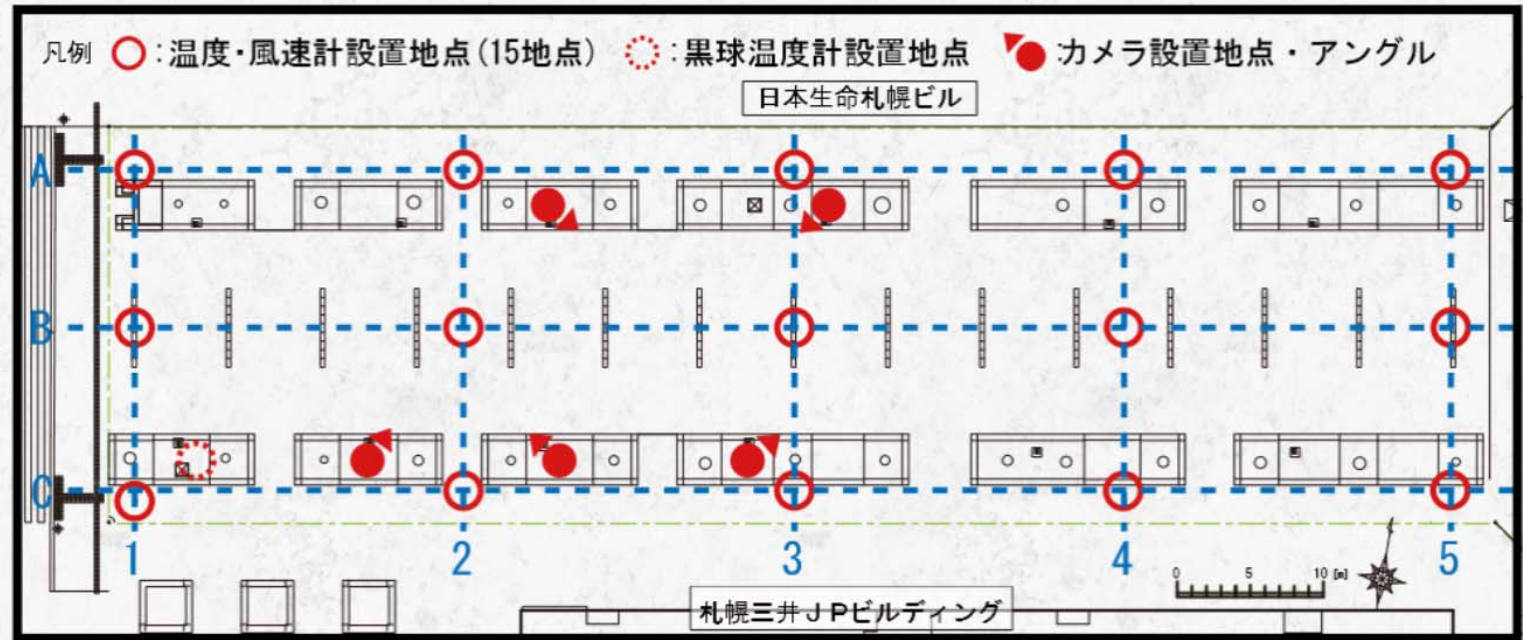 凡例 :温度・風速計設置地点(15地点) :黒球温度計設置地点 :カメラ設置地点・アングル
日本生命札幌ビル
A
B
C
1 2 3 4 5
0 5 10 [m]
札幌三井JPビルディング